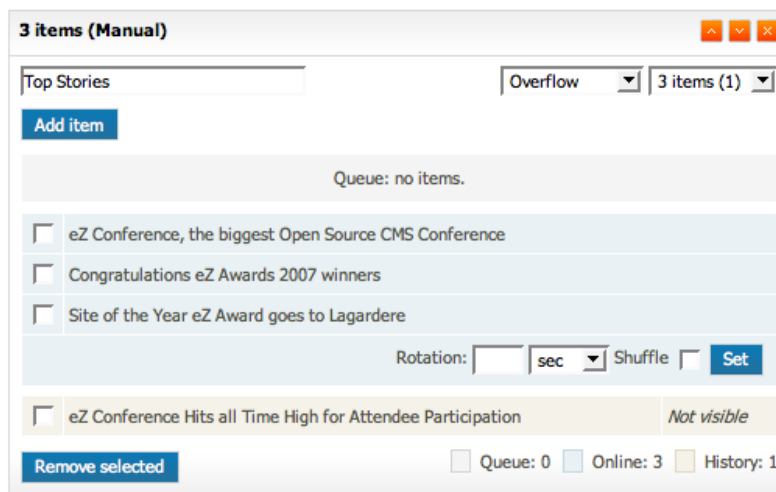 3 items (Manual)
Top Stories Overflow 3 items (1)
Add item
Queue: no items.
eZ Conference, the biggest Open Source CMS Conference
Congratulations eZ Awards 2007 winners
Site of the Year eZ Award goes to Lagardere
Rotation: sec Shuffle Set
eZ Conference Hits all Time High for Attendee Participation Not visible
Remove selected Queue: 0 Online: 3 History: 1